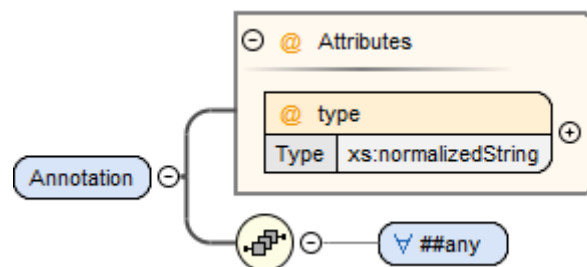 @ Attributes
@ type
Type xs:normalizedString
Annotation
∀ ##any